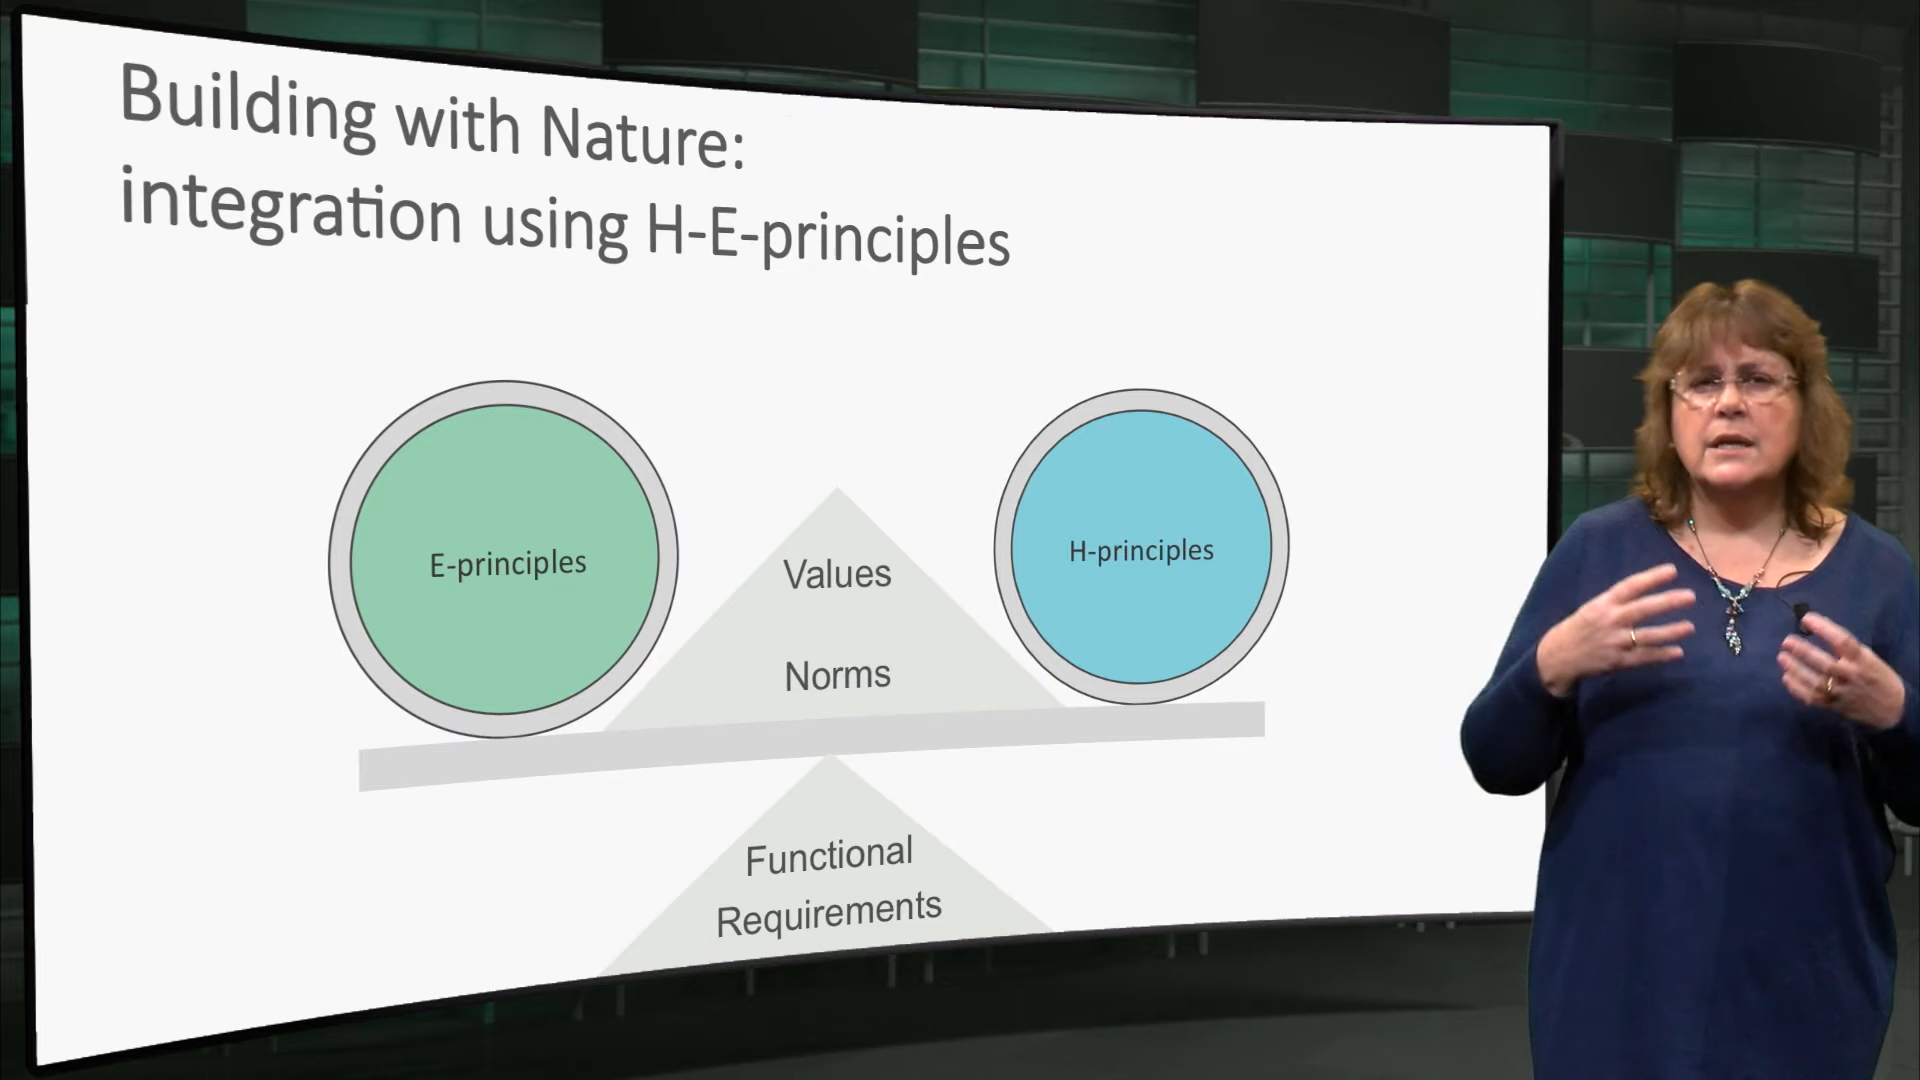 Building with Nature:
integration using H-E-principles
E-principles
Values
Norms
H-principles
Functional
Requirements